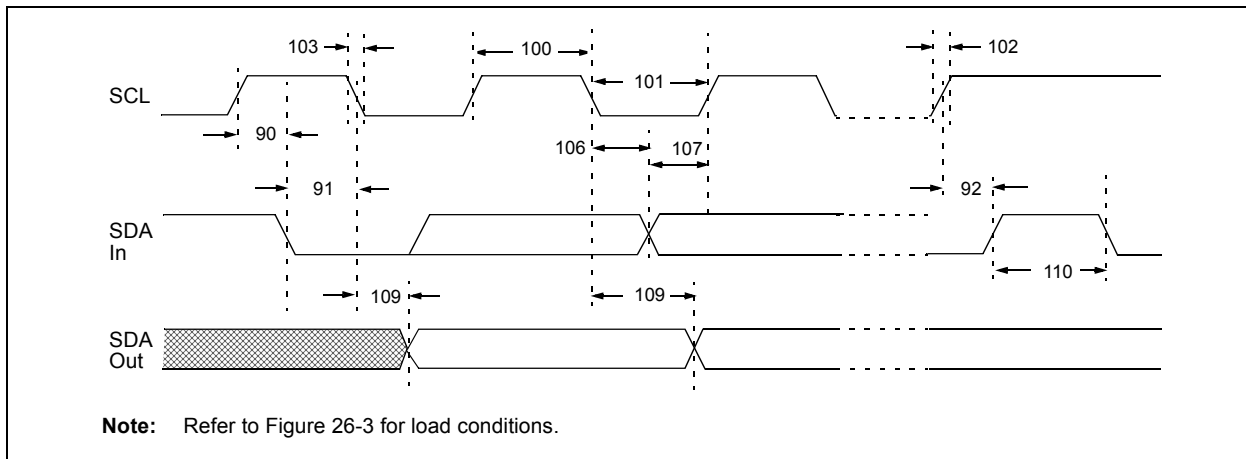 103
100
102
101
SCL
90
106
107
91
92
SDA
In
110
109
109
SDA
Out
Note: Refer to Figure 26-3 for load conditions.